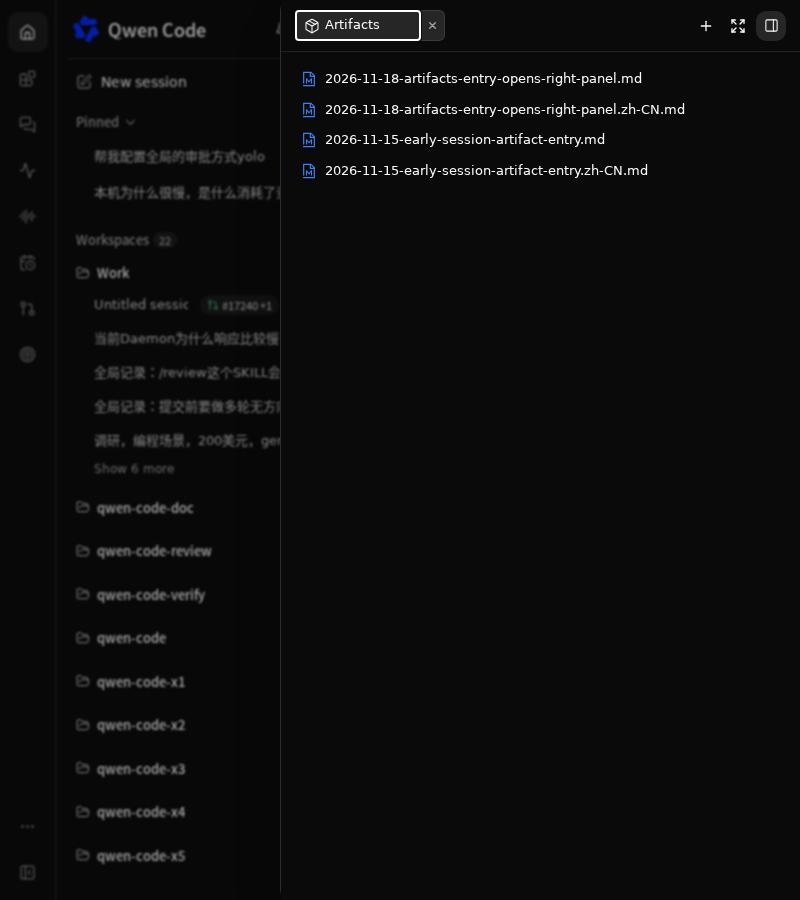 Qwen Code
New session
Pinned
帮我配置全局的审批方式yolo
本机为什么很慢，是什么消耗了
Workspaces 22
Work
Untitled sessic #17240 +1
当前Daemon为什么响应比较慢
全局记录：/review这个SKILL会
全局记录：提交前要做多轮无方
调研，编程场景，200美元，ger
Show 6 more
qwen-code-doc
qwen-code-review
qwen-code-verify
qwen-code
qwen-code-x1
qwen-code-x2
qwen-code-x3
qwen-code-x4
qwen-code-x5
Artifacts
2026-11-18-artifacts-entry-opens-right-panel.md
2026-11-18-artifacts-entry-opens-right-panel.zh-CN.md
2026-11-15-early-session-artifact-entry.md
2026-11-15-early-session-artifact-entry.zh-CN.md